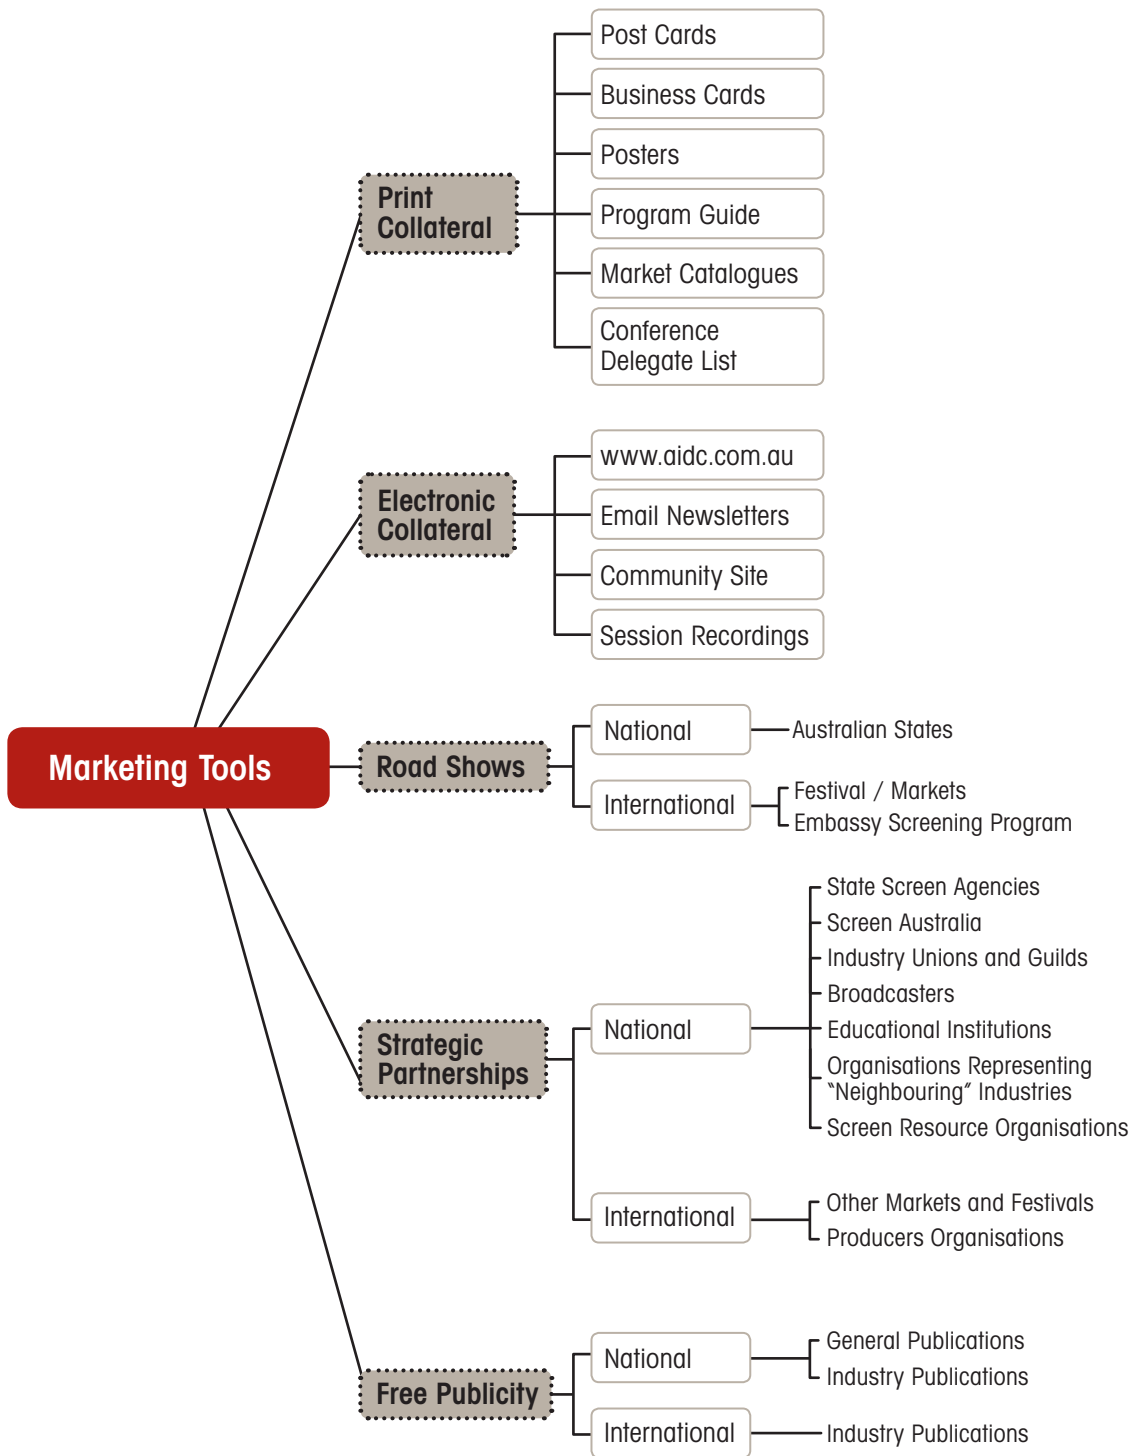 Post Cards
Business Cards
Posters
Print
Collateral
Program Guide
Market Catalogues
Conference
Delegate List
www.aidc.com.au
Electronic
Collateral
Email Newsletters
Community Site
Session Recordings
Marketing Tools
Road Shows
National
Australian States
International
Festival / Markets
Embassy Screening Program
Strategic
Partnerships
National
State Screen Agencies
Screen Australia
Industry Unions and Guilds
Broadcasters
Educational Institutions
Organisations Representing
“Neighbouring” Industries
Screen Resource Organisations
International
Other Markets and Festivals
Producers Organisations
Free Publicity
National
General Publications
Industry Publications
International
Industry Publications